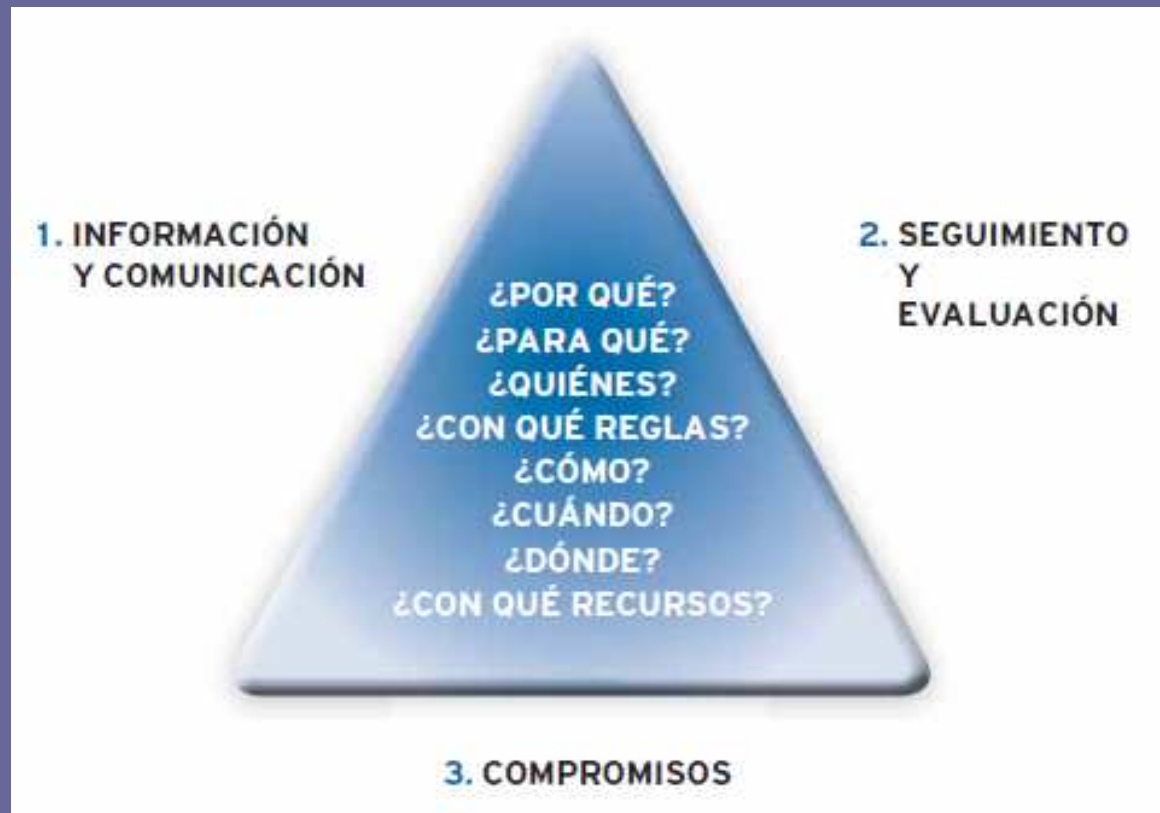 1. INFORMACIÓN
Y COMUNICACIÓN
2. SEGUIMIENTO
Y
EVALUACIÓN
¿POR QUÉ?
¿PARA QUÉ?
¿QUIÉNES?
¿CON QUÉ REGLAS?
¿CÓMO?
¿CUÁNDO?
¿DÓNDE?
¿CON QUÉ RECURSOS?
3. COMPROMISOS